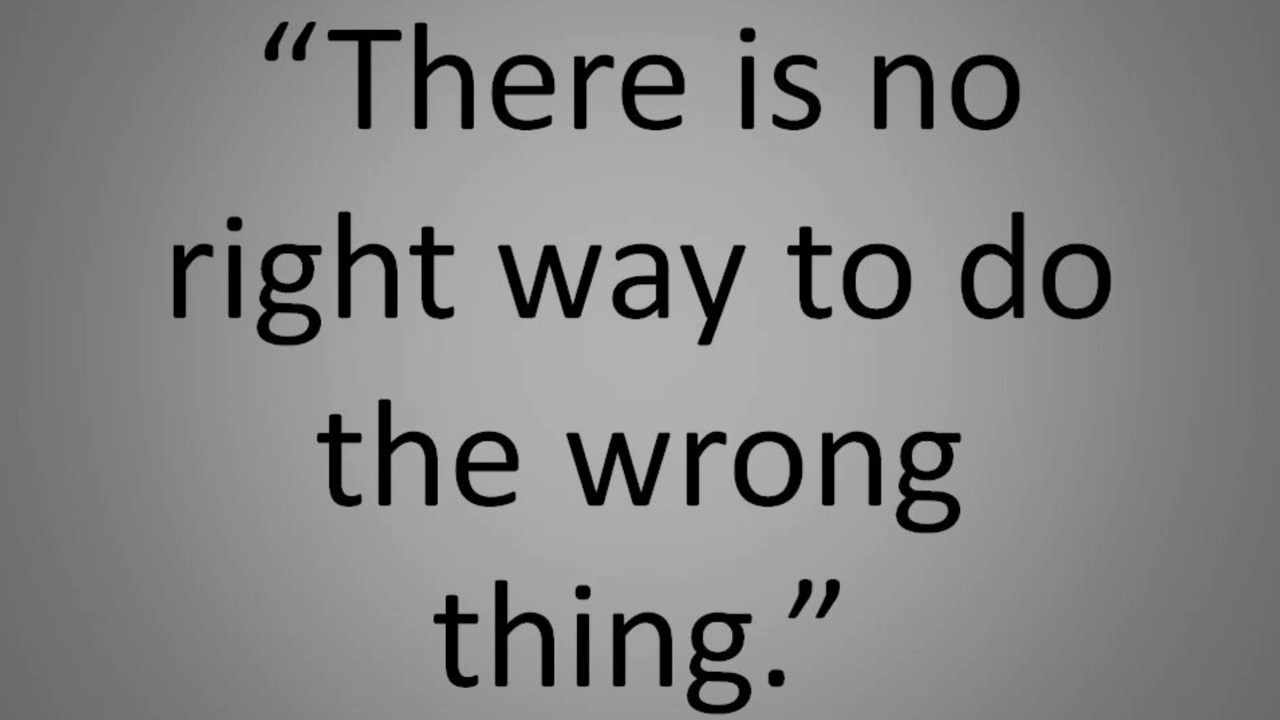 “There is no
right way to do
the wrong
thing.”